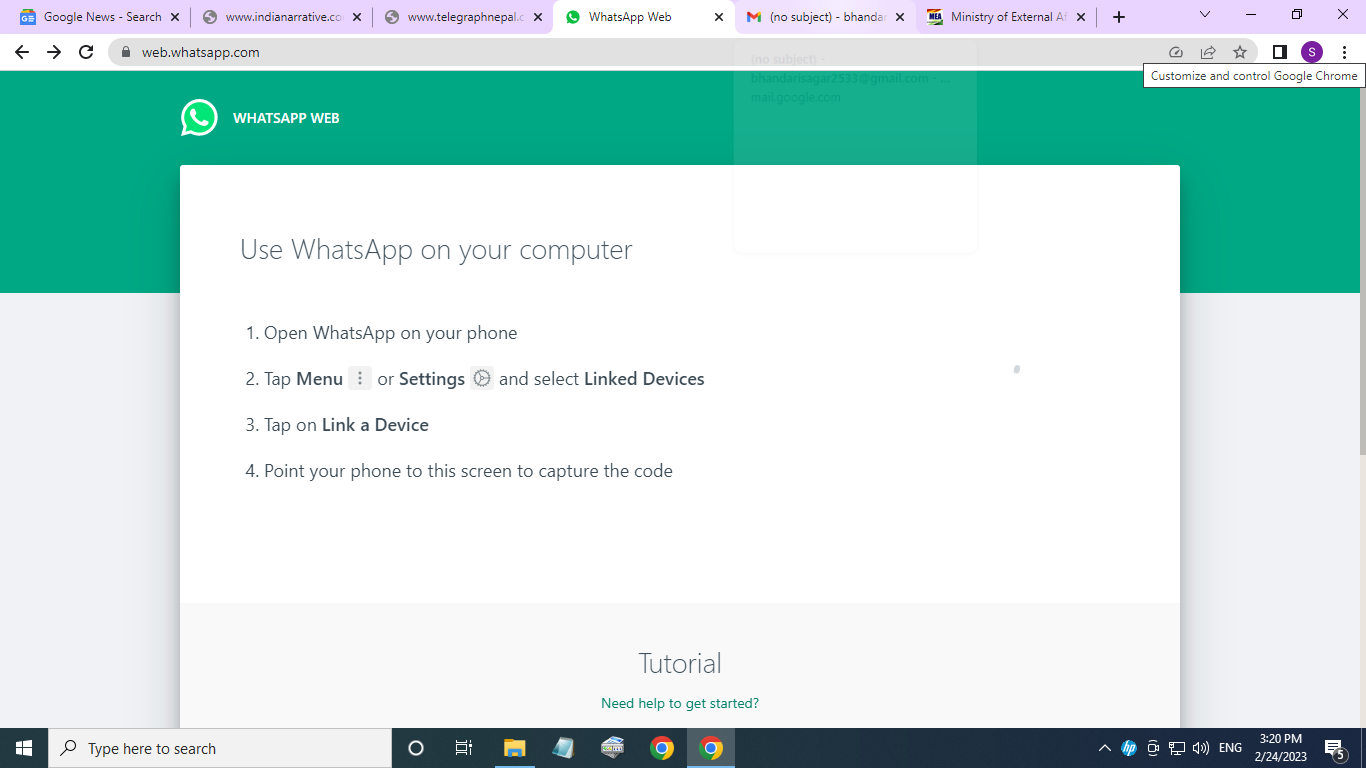 Google News - Search
www.indianarrative.co
www.telegraphnepal.c
WhatsApp Web
(no subject) - bhandar
Ministry of External Af
web.whatsapp.com
S
(no subject) -
bhandarisagar2533@gmail.com - ...
mail.google.com
Customize and control Google Chrome
WHATSAPP WEB
Use WhatsApp on your computer
1. Open WhatsApp on your phone
2. Tap Menu or Settings and select Linked Devices
3. Tap on Link a Device
4. Point your phone to this screen to capture the code
Tutorial
Need help to get started?
Type here to search
ENG
3:20 PM
2/24/2023
5